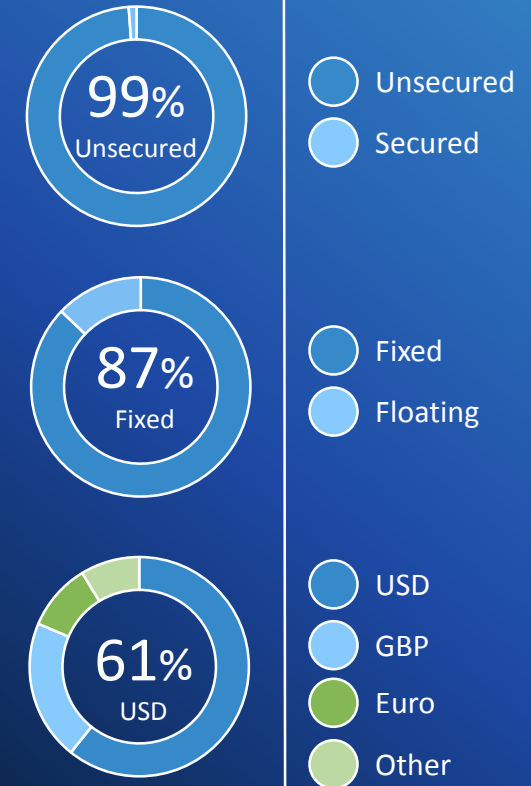 99%
Unsecured
Unsecured
Secured
87%
Fixed
Fixed
Floating
61%
USD
USD
GBP
Euro
Other